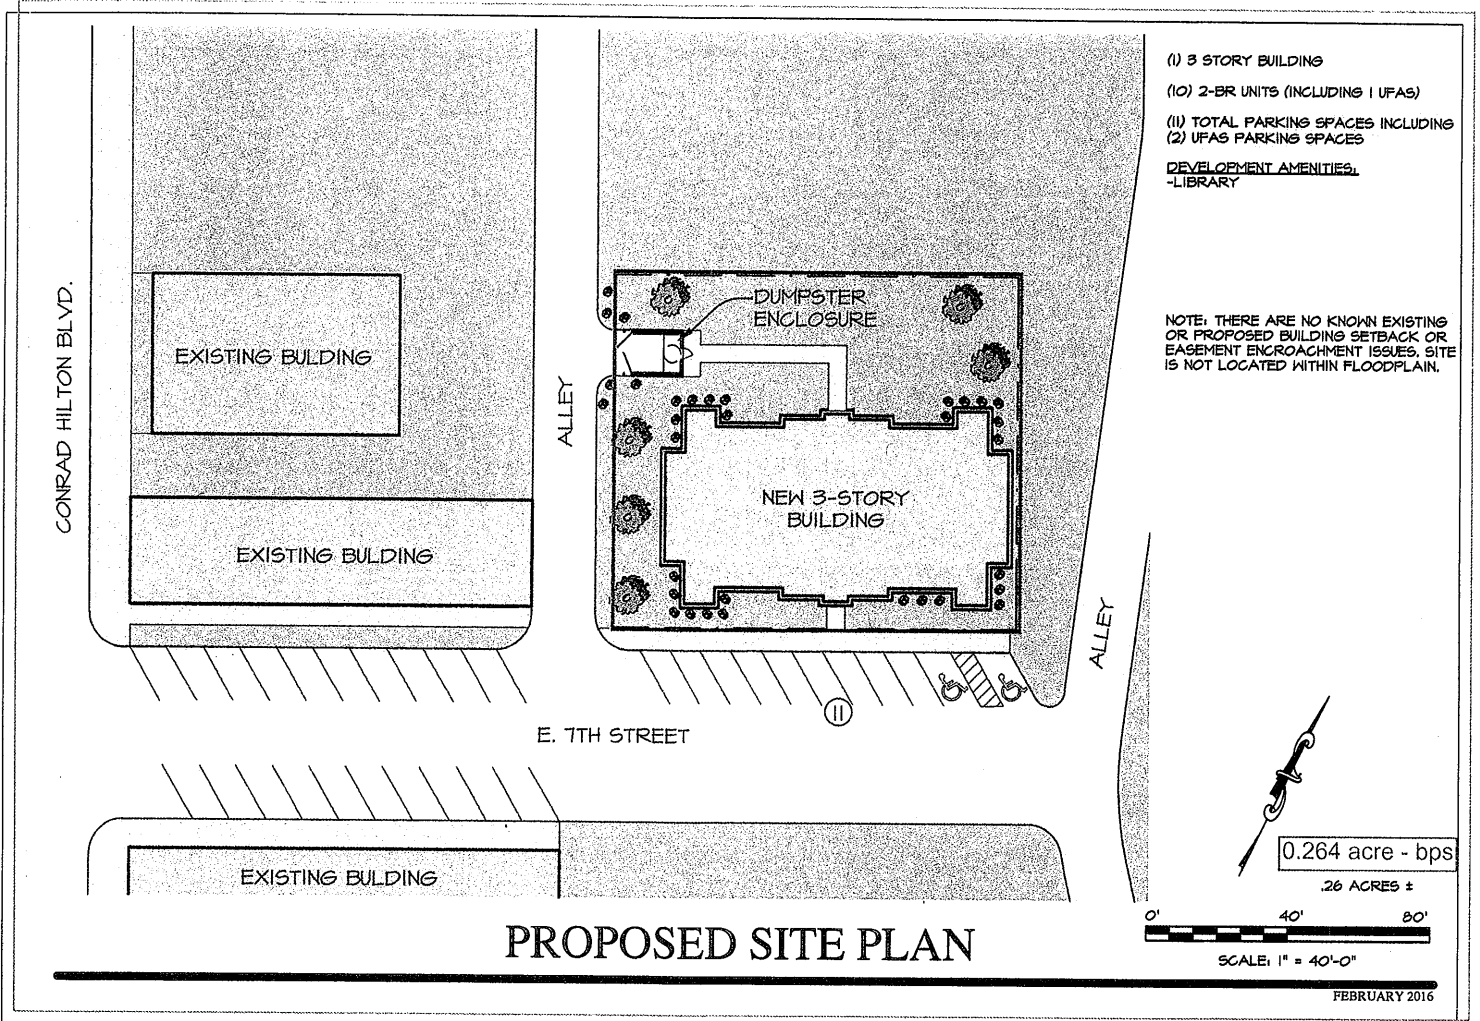 (1) 3 STORY BUILDING
(10) 2-BR UNITS (INCLUDING 1 UFAS)
(11) TOTAL PARKING SPACES INCLUDING
(2) UFAS PARKING SPACES
DEVELOPMENT AMENITIES:
-LIBRARY
NOTE: THERE ARE NO KNOWN EXISTING
OR PROPOSED BUILDING SETBACK OR
EASEMENT ENCROACHMENT ISSUES. SITE
IS NOT LOCATED WITHIN FLOODPLAIN.
CONRAD HILTON BLVD.
EXISTING BULDING
EXISTING BULDING
ALLEY
DUMPSTER
ENCLOSURE
NEW 3-STORY
BUILDING
ALLEY
11
E. 7TH STREET
EXISTING BULDING
0.264 acre - bps
.26 ACRES ±
0' 40' 80'
SCALE: 1" = 40'-0"
PROPOSED SITE PLAN
FEBRUARY 2016